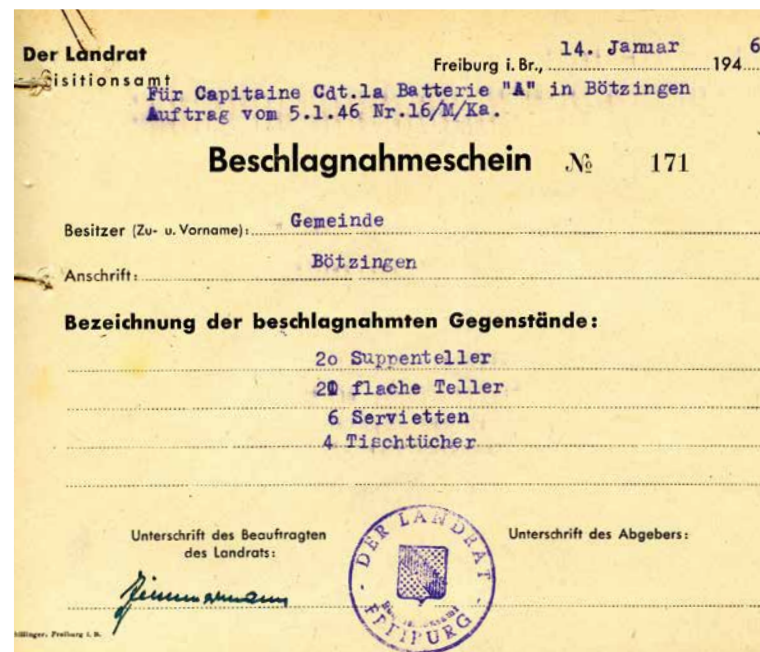 Der Landrat
Freiburg i. Br., 14. Januar 1946
isitionsamt
Für Capitaine Cdt.la Batterie "A" in Bötzingen
Auftrag vom 5.1.46 Nr.16/M/Ka.
Beschlagnahmeschein № 171
Besitzer (Zu- u. Vorname): Gemeinde
Anschrift: Bötzingen
Bezeichnung der beschlagnahmten Gegenstände:
2o Suppenteller
20 flache Teller
6 Servietten
4 Tischtücher
Unterschrift des Beauftragten
des Landrats:
Unterschrift des Abgebers:
Zimmermann
- DER LANDRAT -
FREIBURG
Freiburg i. B.